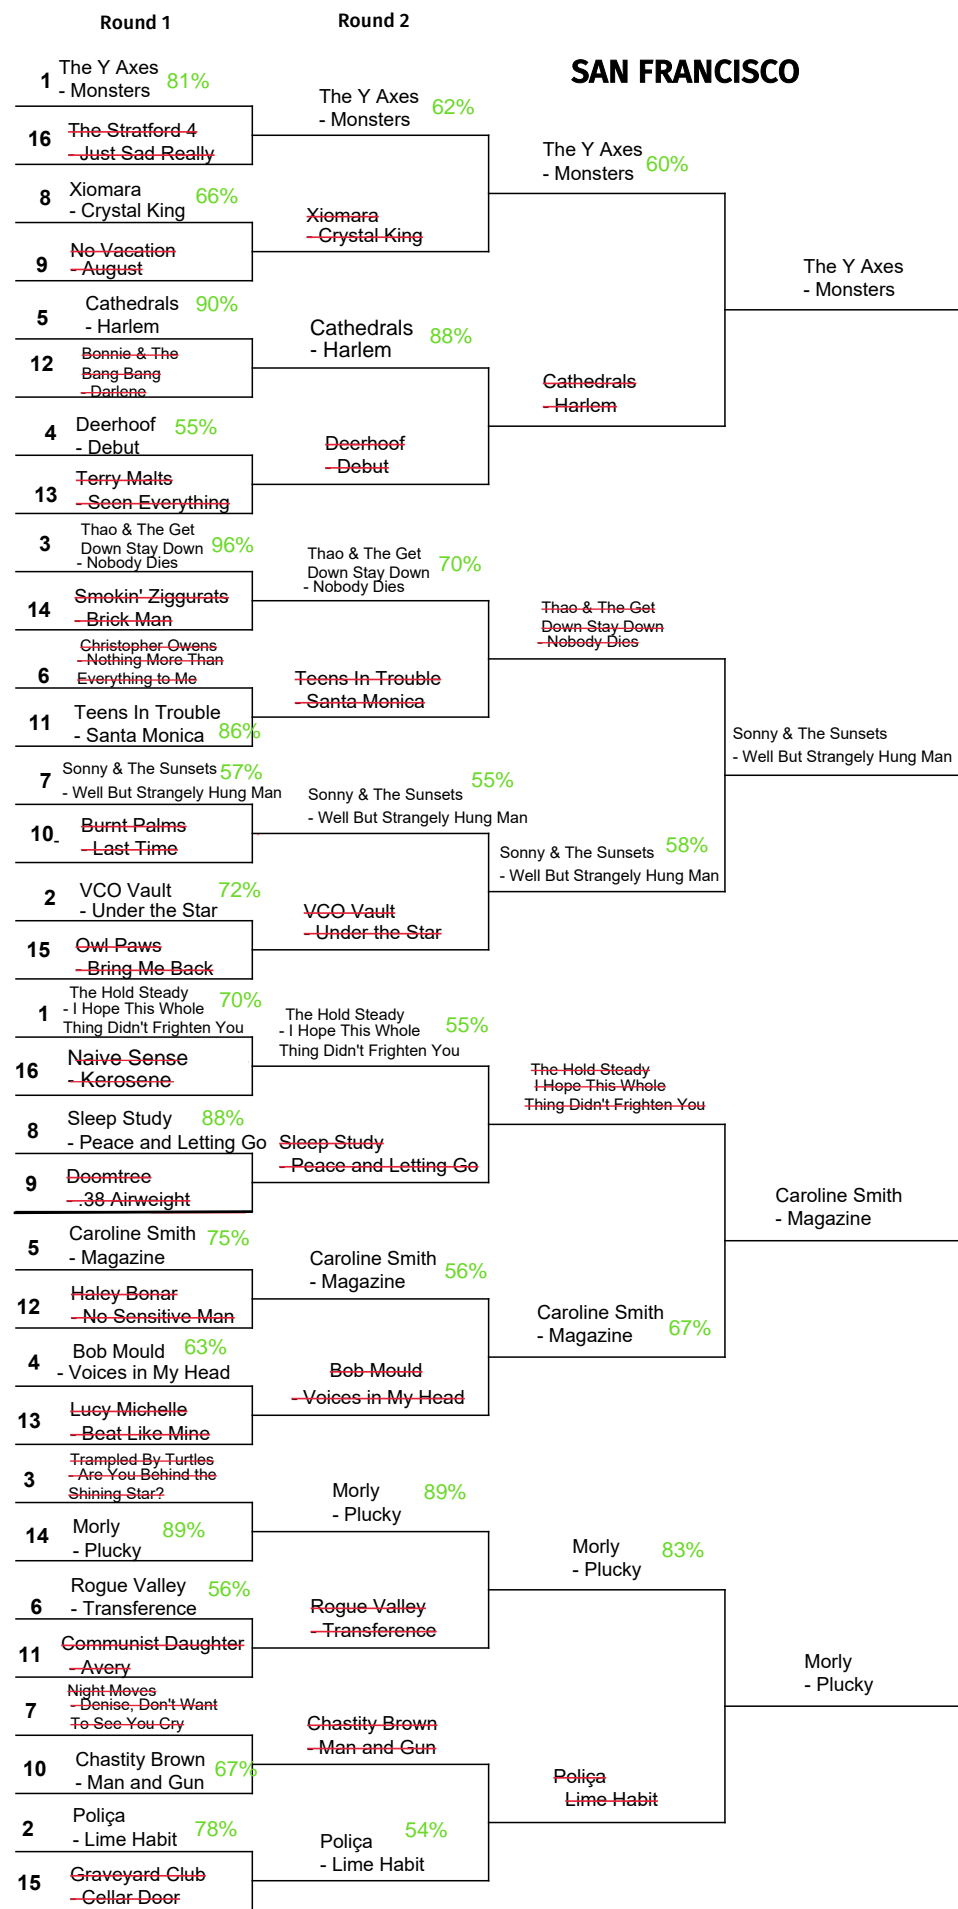 Round 1
Round 2
SAN FRANCISCO
1 The Y Axes
- Monsters 81%
16 The Stratford 4
- Just Sad Really
8 Xiomara
- Crystal King 66%
9 No Vacation
- August
5 Cathedrals 90%
- Harlem
12 Bonnie & The
Bang Bang
- Darlene
4 Deerhoof 55%
- Debut
13 Terry Malts
- Seen Everything
3 Thao & The Get
Down Stay Down 96%
- Nobody Dies
14 Smokin' Ziggurats
- Brick Man
6 Christopher Owens
- Nothing More Than
Everything to Me
11 Teens In Trouble
- Santa Monica 86%
7 Sonny & The Sunsets 57%
- Well But Strangely Hung Man
10- Burnt Palms
- Last Time
2 VCO Vault 72%
- Under the Star
15 Owl Paws
- Bring Me Back
1 The Hold Steady
- I Hope This Whole 70%
Thing Didn't Frighten You
16 Naive Sense
- Kerosene
8 Sleep Study 88%
- Peace and Letting Go
9 Doomtree
- .38 Airweight
5 Caroline Smith 75%
- Magazine
12 Haley Bonar
- No Sensitive Man
4 Bob Mould 63%
- Voices in My Head
13 Lucy Michelle
- Beat Like Mine
3 Trampled By Turtles
- Are You Behind the
Shining Star?
14 Morly 89%
- Plucky
6 Rogue Valley 56%
- Transference
11 Communist Daughter
- Avery
7 Night Moves
- Denise, Don't Want
To See You Cry
10 Chastity Brown
- Man and Gun 67%
2 Poliça
- Lime Habit 78%
15 Graveyard Club
- Cellar Door
The Y Axes 62%
- Monsters
Xiomara
- Crystal King
Cathedrals 88%
- Harlem
Deerhoof
- Debut
Thao & The Get
Down Stay Down 70%
- Nobody Dies
Teens In Trouble
- Santa Monica
Sonny & The Sunsets 55%
- Well But Strangely Hung Man
VCO Vault
- Under the Star
The Hold Steady
- I Hope This Whole 55%
Thing Didn't Frighten You
Sleep Study
- Peace and Letting Go
Caroline Smith 56%
- Magazine
Bob Mould
- Voices in My Head
Morly 89%
- Plucky
Rogue Valley
- Transference
Chastity Brown
- Man and Gun
Poliça 54%
- Lime Habit
The Y Axes
- Monsters 60%
Cathedrals
- Harlem
Thao & The Get
Down Stay Down
- Nobody Dies
Sonny & The Sunsets 58%
- Well But Strangely Hung Man
The Hold Steady
I Hope This Whole
Thing Didn't Frighten You
Caroline Smith
- Magazine 67%
Morly 83%
- Plucky
Poliça
Lime Habit
The Y Axes
- Monsters
Sonny & The Sunsets
- Well But Strangely Hung Man
Caroline Smith
- Magazine
Morly
- Plucky